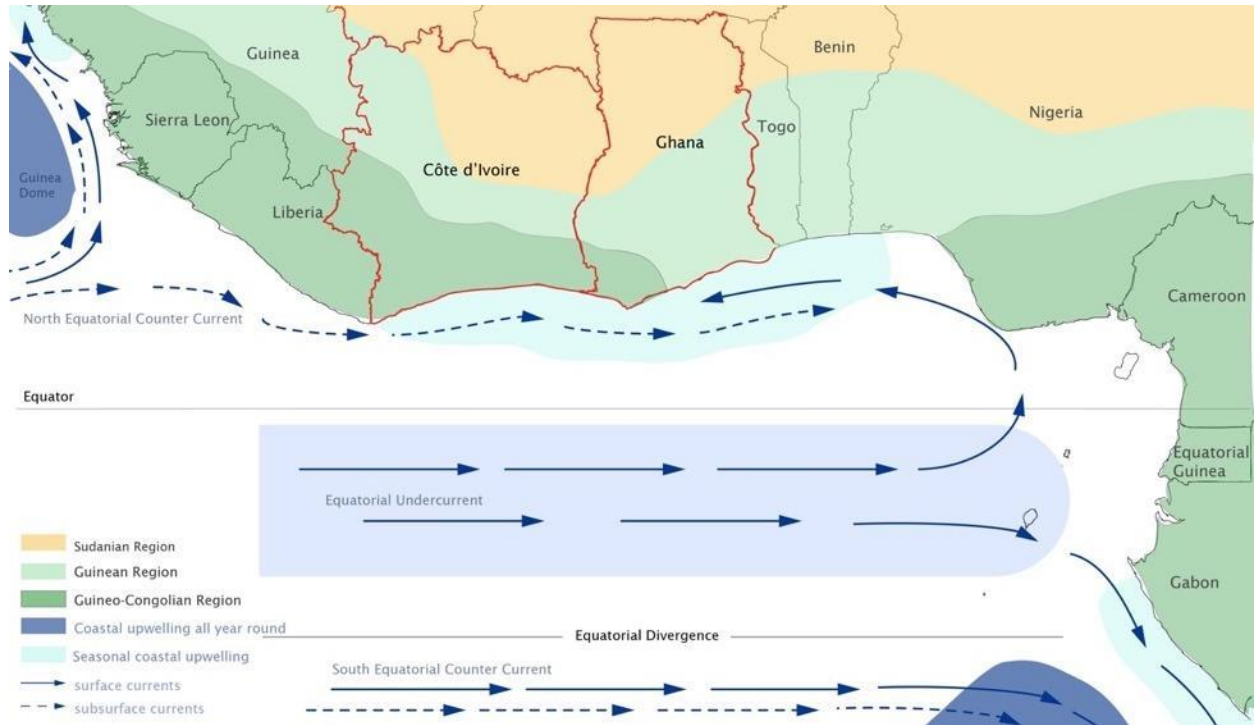 Guinea
Benin
Nigeria
Sierra Leon
Togo
Ghana
Côte d'Ivoire
Guinea
Dome
Liberia
Cameroon
North Equatorial Counter Current
Equator
Equatorial
Guinea
Equatorial Undercurrent
Sudanian Region
Guinean Region
Guineo-Congolian Region
Coastal upwelling all year round
Seasonal coastal upwelling
surface currents
subsurface currents
Gabon
Equatorial Divergence
South Equatorial Counter Current